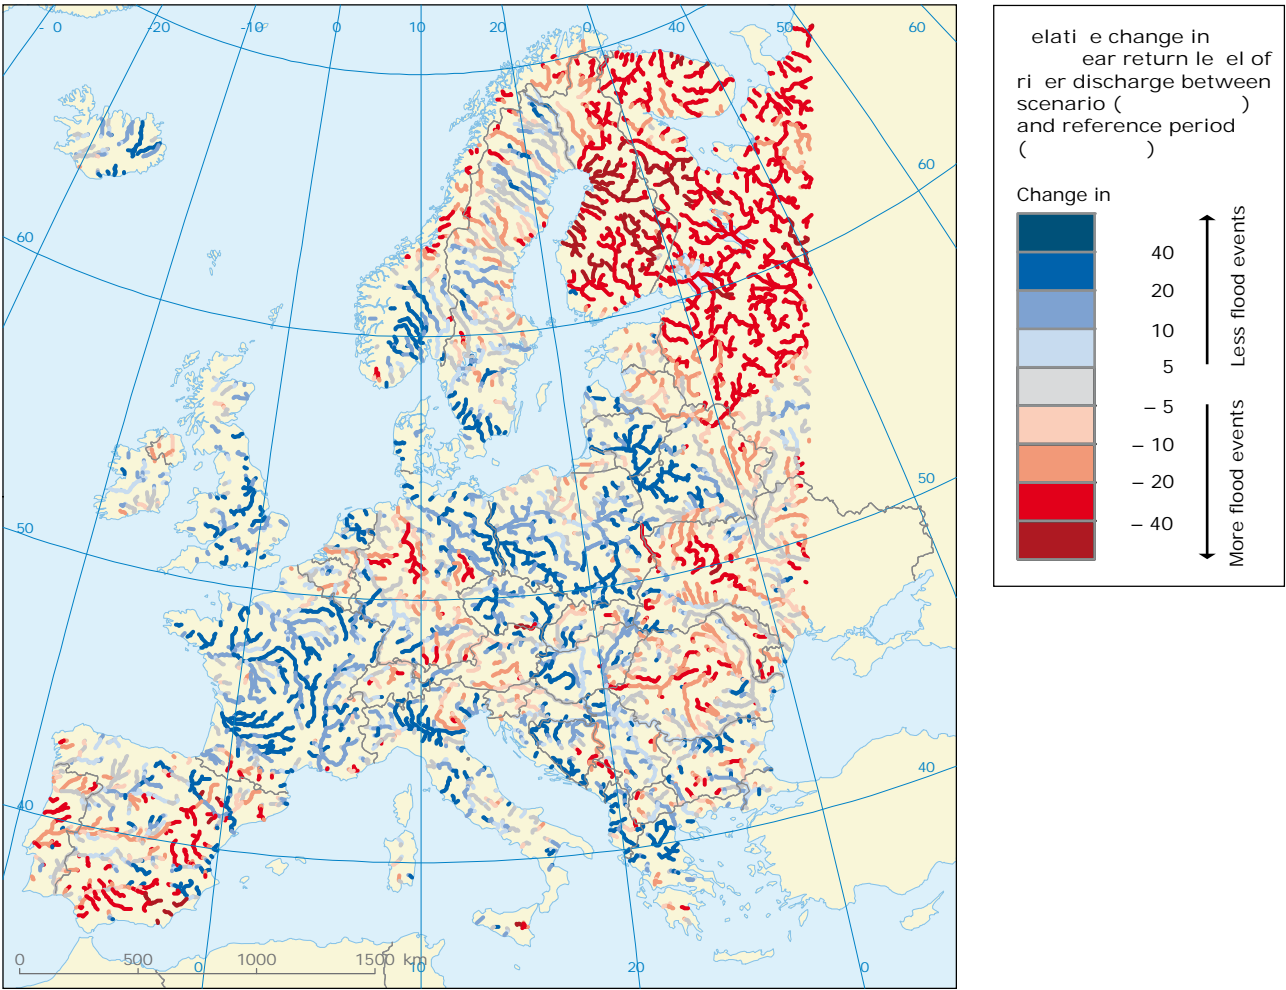 - 0 -20 -10 0 10 20 0 40 50 60
60
60
50
50
40
40
0 500 1000 1500 km
0 10 20 0
elati e change in
ear return le el of
ri er discharge between
scenario ( )
and reference period
( )
Change in
40
20
10
5
– 5
– 10
– 20
– 40
Less flood events
More flood events